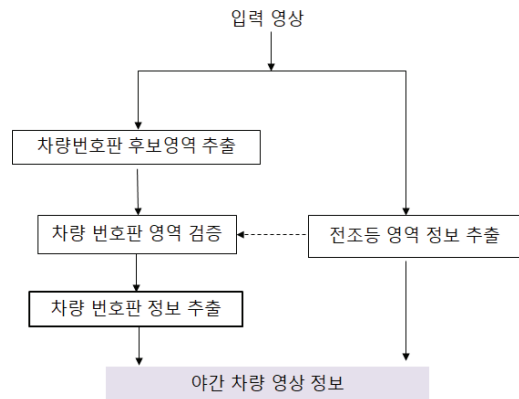 입력 영상
차량번호판 후보영역 추출
차량 번호판 영역 검증
전조등 영역 정보 추출
차량 번호판 정보 추출
야간 차량 영상 정보